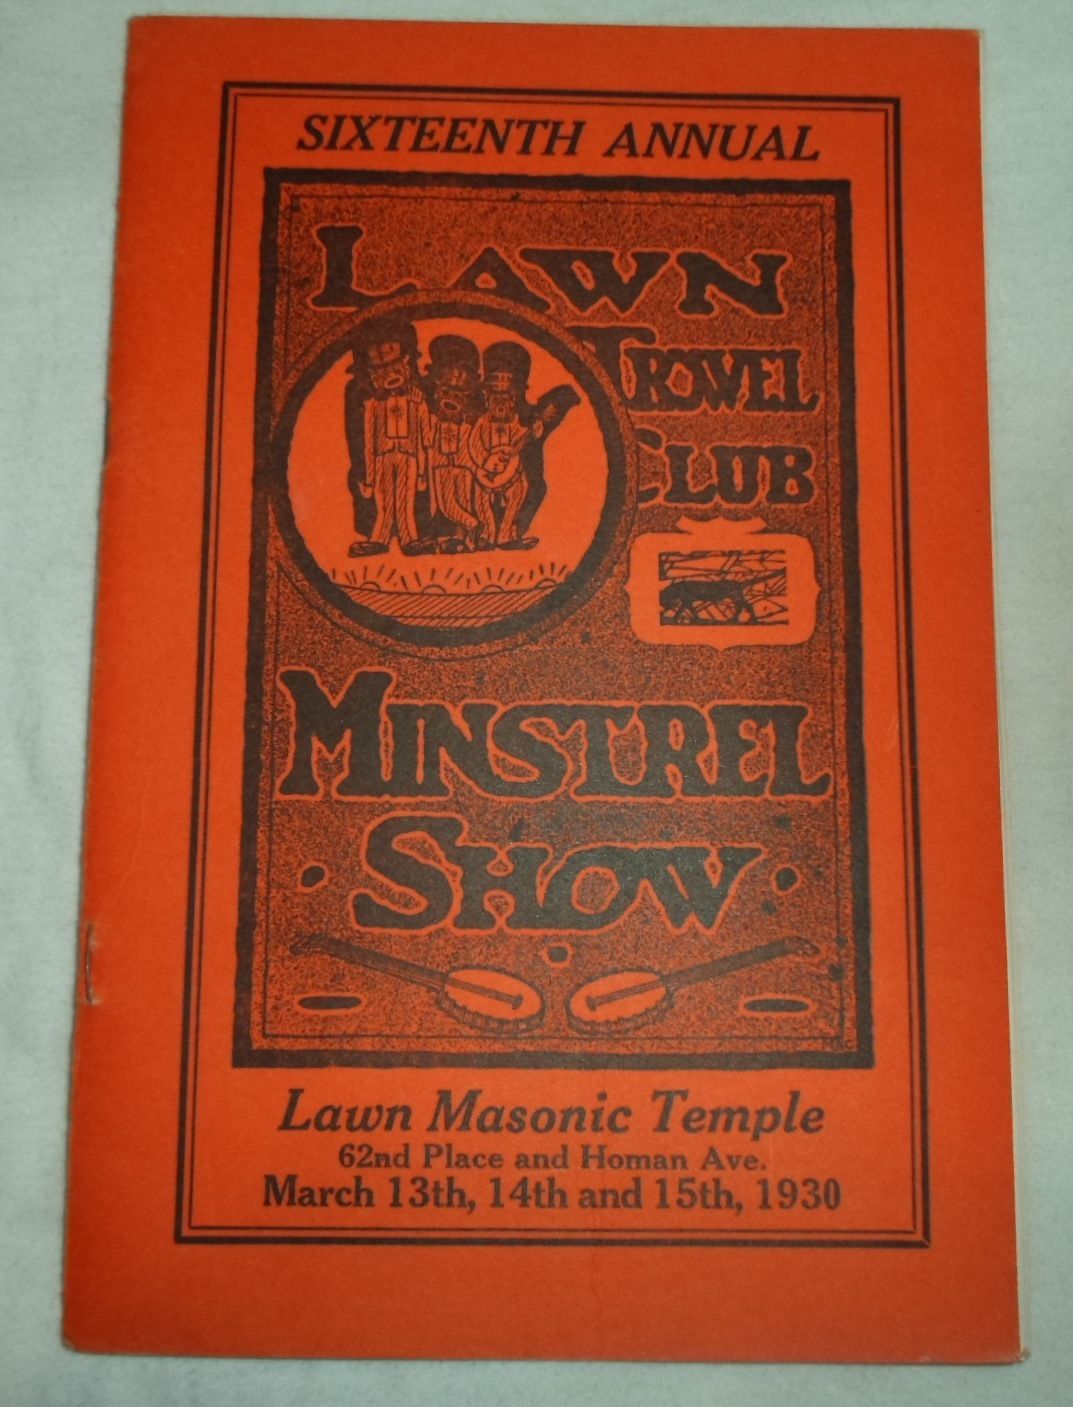 SIXTEENTH ANNUAL
LAWN
TROWEL
CLUB
MINSTREL
SHOW
Lawn Masonic Temple
62nd Place and Homan Ave.
March 13th, 14th and 15th, 1930